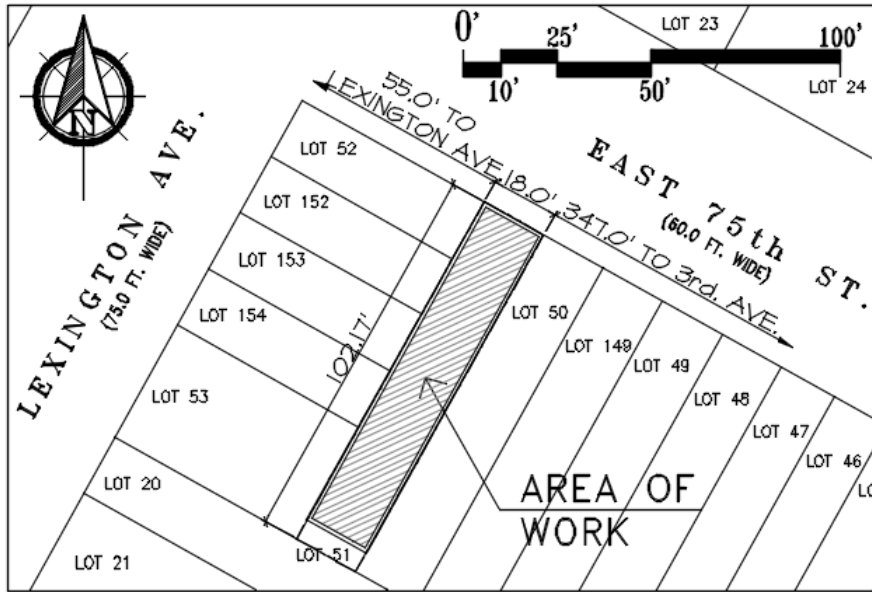 LOT 23
0'
25'
100'
10'
50'
LOT 24
N
LEXINGTON AVE.
(75.0 FT. WIDE)
55.0' TO
EXINGTON AVE.
18.0'
347.0' TO 3rd. AVE.
EAST 75th ST.
(60.0 FT. WIDE)
LOT 52
LOT 152
LOT 153
LOT 154
LOT 53
LOT 20
LOT 21
102.17'
LOT 50
LOT 149
LOT 49
LOT 48
LOT 47
LOT 46
LO
LOT 51
AREA OF
WORK